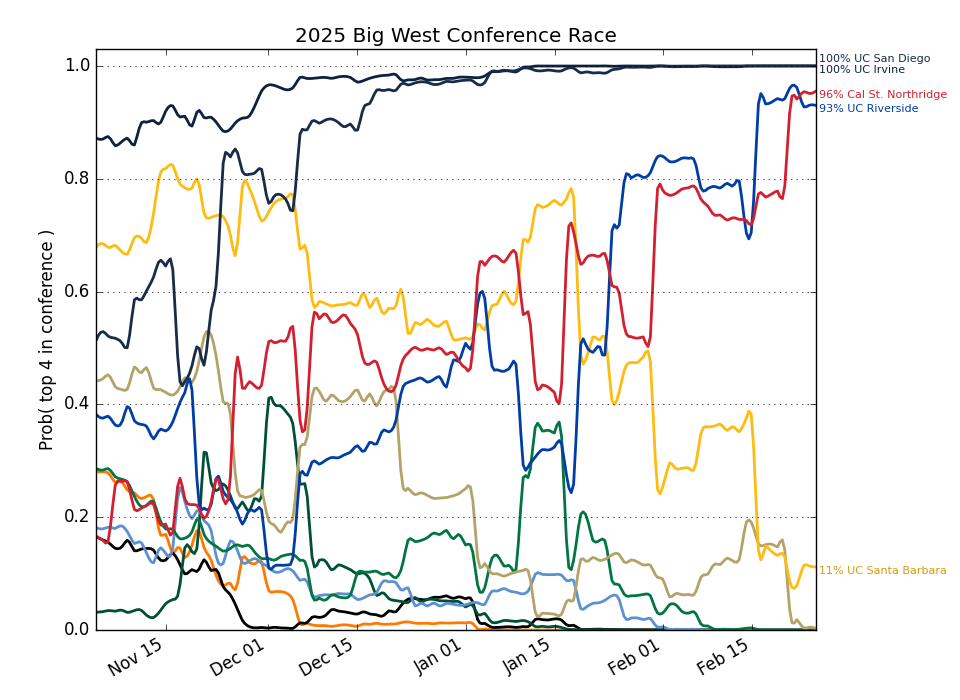 2025 Big West Conference Race
Prob( top 4 in conference )
1.0
0.8
0.6
0.4
0.2
0.0
Nov 15
Dec 01
Dec 15
Jan 01
Jan 15
Feb 01
Feb 15
100% UC San Diego
100% UC Irvine
96% Cal St. Northridge
93% UC Riverside
11% UC Santa Barbara